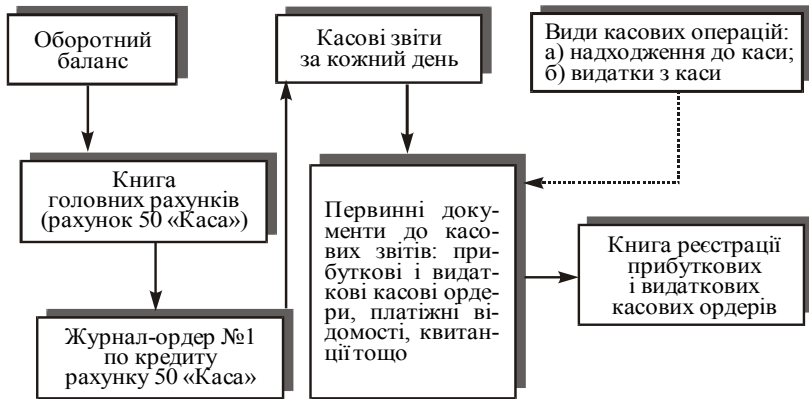 Оборотний
баланс
Касові звіти
за кожний день
Види касових операцій:
а) надходження до каси;
б) видатки з каси
Книга
головних рахунків
(рахунок 50 «Каса»)
Первинні доку-
менти до касо-
вих звітів: при-
буткові і видат-
кові касові орде-
ри, платіжні ві-
домості, квитан-
ції тощо
Книга реєстрації
прибуткових
і видаткових
касових ордерів
Журнал-ордер №1
по кредиту
рахунку 50 «Каса»